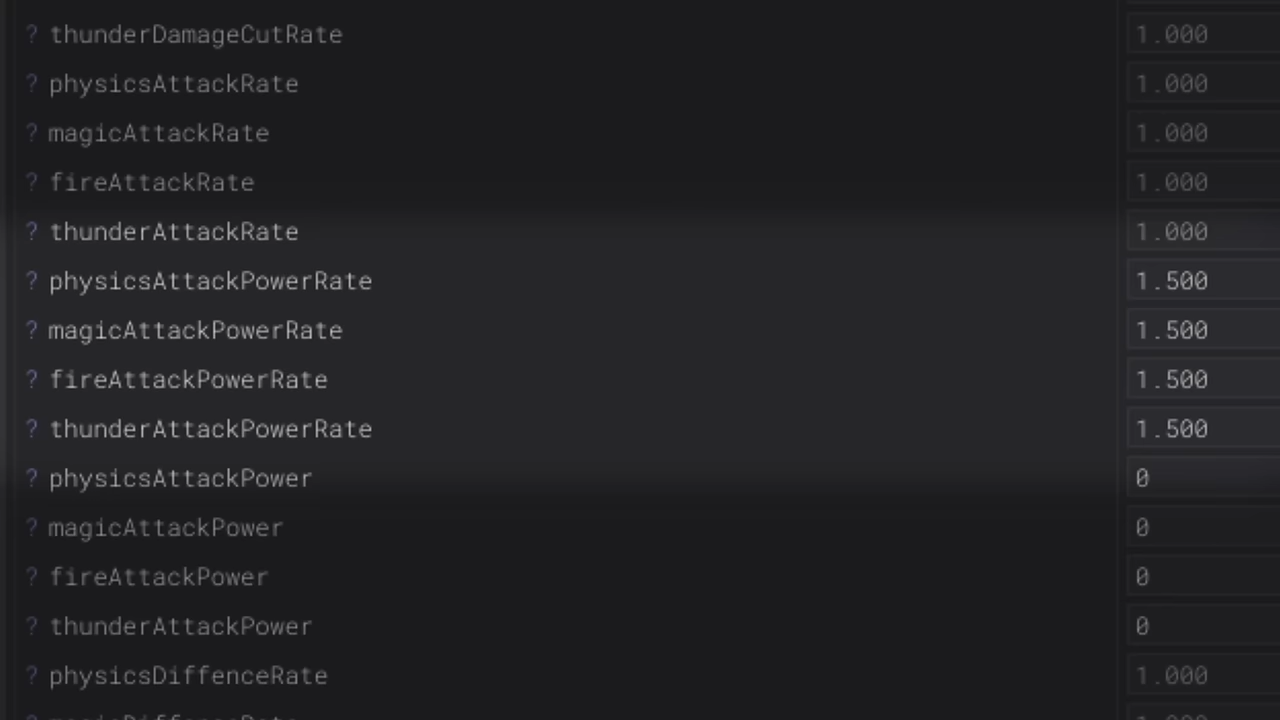 ? thunderDamageCutRate 1.000
? physicsAttackRate 1.000
? magicAttackRate 1.000
? fireAttackRate 1.000
? thunderAttackRate 1.000
? physicsAttackPowerRate 1.500
? magicAttackPowerRate 1.500
? fireAttackPowerRate 1.500
? thunderAttackPowerRate 1.500
? physicsAttackPower 0
? magicAttackPower 0
? fireAttackPower 0
? thunderAttackPower 0
? physicsDiffenceRate 1.000